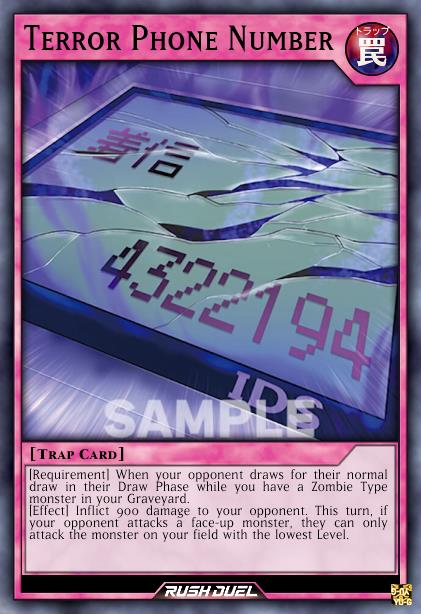 TERROR PHONE NUMBER
トラップ
罠
着信
4322194
IDS
SAMPLE
[TRAP CARD]
[Requirement] When your opponent draws for their normal
draw in their Draw Phase while you have a Zombie Type
monster in your Graveyard.
[Effect] Inflict 900 damage to your opponent. This turn, if
your opponent attacks a face-up monster, they can only
attack the monster on your field with the lowest Level.
RUSH DUEL